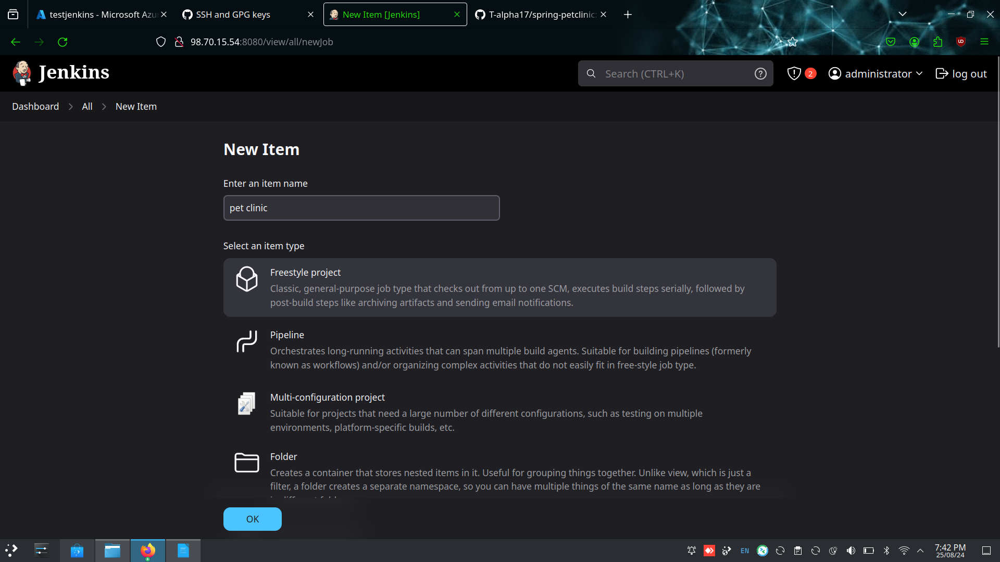 testjenkins - Microsoft Azu
SSH and GPG keys
New Item [Jenkins]
T-alpha17/spring-petclinic:
98.70.15.54:8080/view/all/newJob
Jenkins
Search (CTRL+K)
2
administrator
log out
Dashboard
All
New Item
New Item
Enter an item name
pet clinic
Select an item type
Freestyle project
Classic, general-purpose job type that checks out from up to one SCM, executes build steps serially, followed by
post-build steps like archiving artifacts and sending email notifications.
Pipeline
Orchestrates long-running activities that can span multiple build agents. Suitable for building pipelines (formerly
known as workflows) and/or organizing complex activities that do not easily fit in free-style job type.
Multi-configuration project
Suitable for projects that need a large number of different configurations, such as testing on multiple
environments, platform-specific builds, etc.
Folder
Creates a container that stores nested items in it. Useful for grouping things together. Unlike view, which is just a
filter, a folder creates a separate namespace, so you can have multiple things of the same name as long as they are
OK
EN
7:42 PM
25/08/24